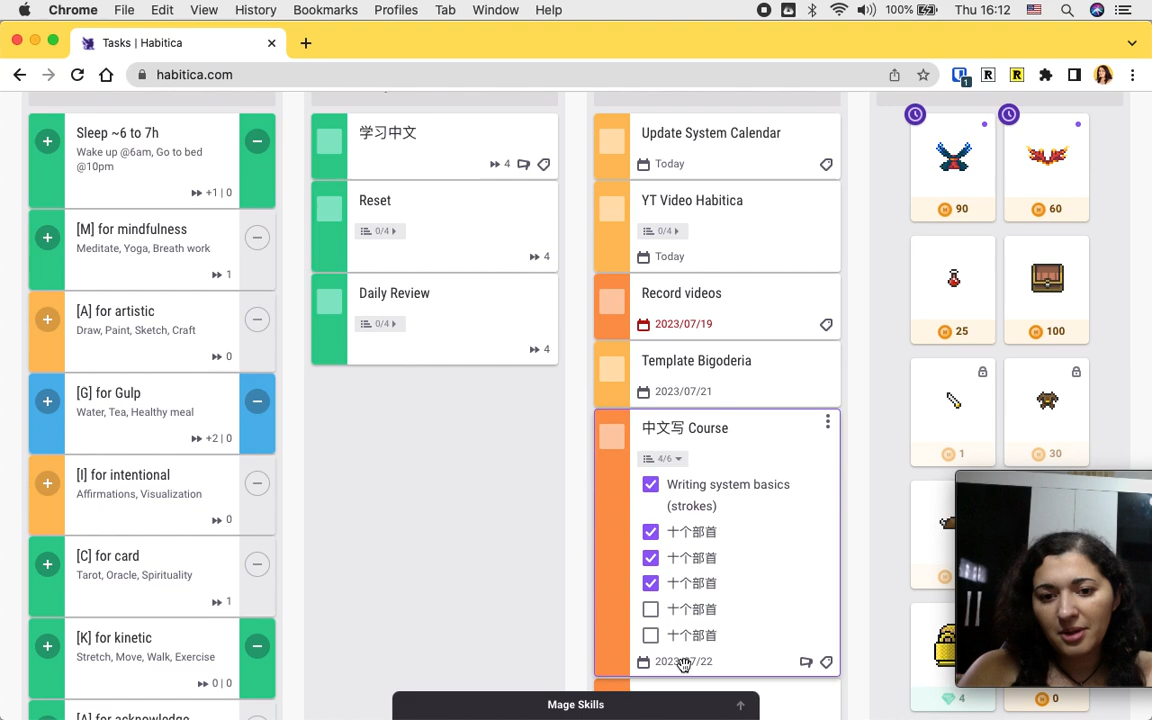 Chrome File Edit View History Bookmarks Profiles Tab Window Help 100% Thu 16:12
Tasks | Habitica
habitica.com
1
Sleep ~6 to 7h
Wake up @6am, Go to bed
@10pm
+1 | 0
[M] for mindfulness
Meditate, Yoga, Breath work
1
[A] for artistic
Draw, Paint, Sketch, Craft
0
[G] for Gulp
Water, Tea, Healthy meal
+2 | 0
[I] for intentional
Affirmations, Visualization
0
[C] for card
Tarot, Oracle, Spirituality
1
[K] for kinetic
Stretch, Move, Walk, Exercise
0 | 0
[A] for acknowledge
学习中文
4
Reset
0/4
4
Daily Review
0/4
4
Update System Calendar
Today
YT Video Habitica
0/4
Today
Record videos
2023/07/19
Template Bigoderia
2023/07/21
中文写 Course
4/6
Writing system basics
(strokes)
十个部首
十个部首
十个部首
十个部首
十个部首
90
60
25
100
1
30
4
0
Mage Skills